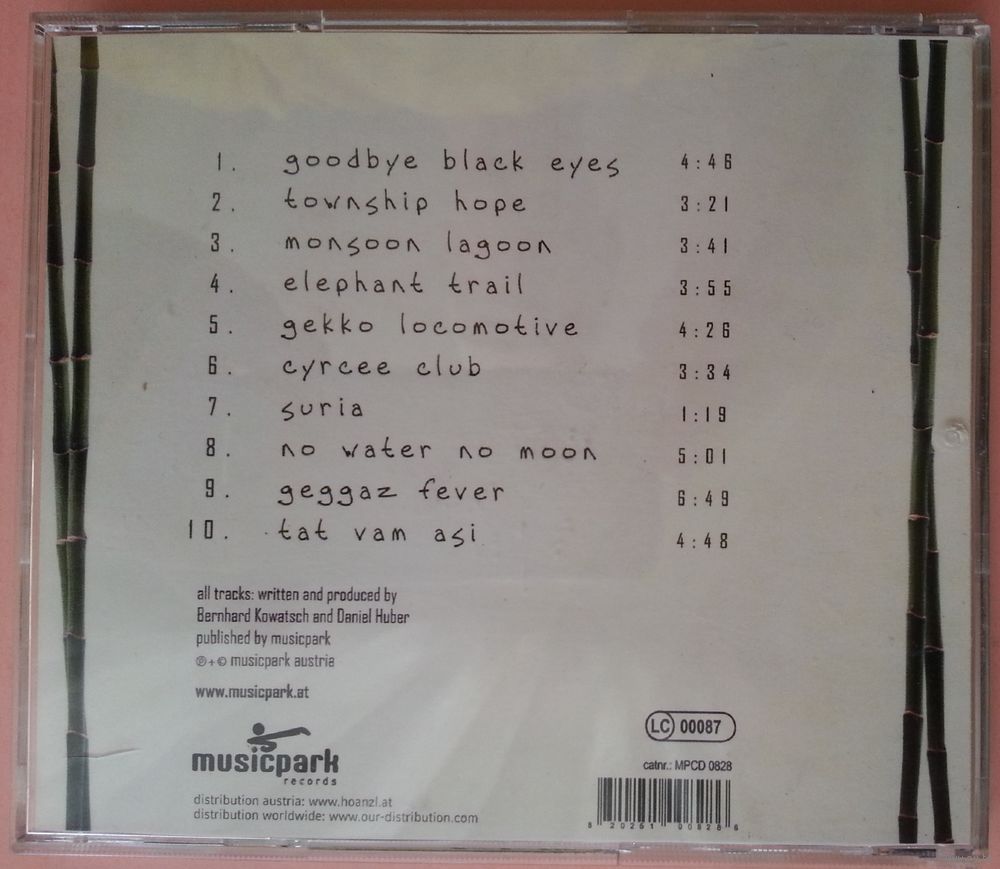 1. goodbye black eyes 4:46
2. township hope 3:21
3. monsoon lagoon 3:41
4. elephant trail 3:55
5. gekko locomotive 4:26
6. cyrcee club 3:34
7. suria 1:19
8. no water no moon 5:01
9. geggaz fever 6:49
10. tat vam asi 4:48
all tracks: written and produced by
Bernhard Kowatsch and Daniel Huber
published by musicpark
℗+© musicpark austria
www.musicpark.at
LC 00087
musicpark
records
catnr.: MPCD 0828
distribution austria: www.hoanzl.at
distribution worldwide: www.our-distribution.com